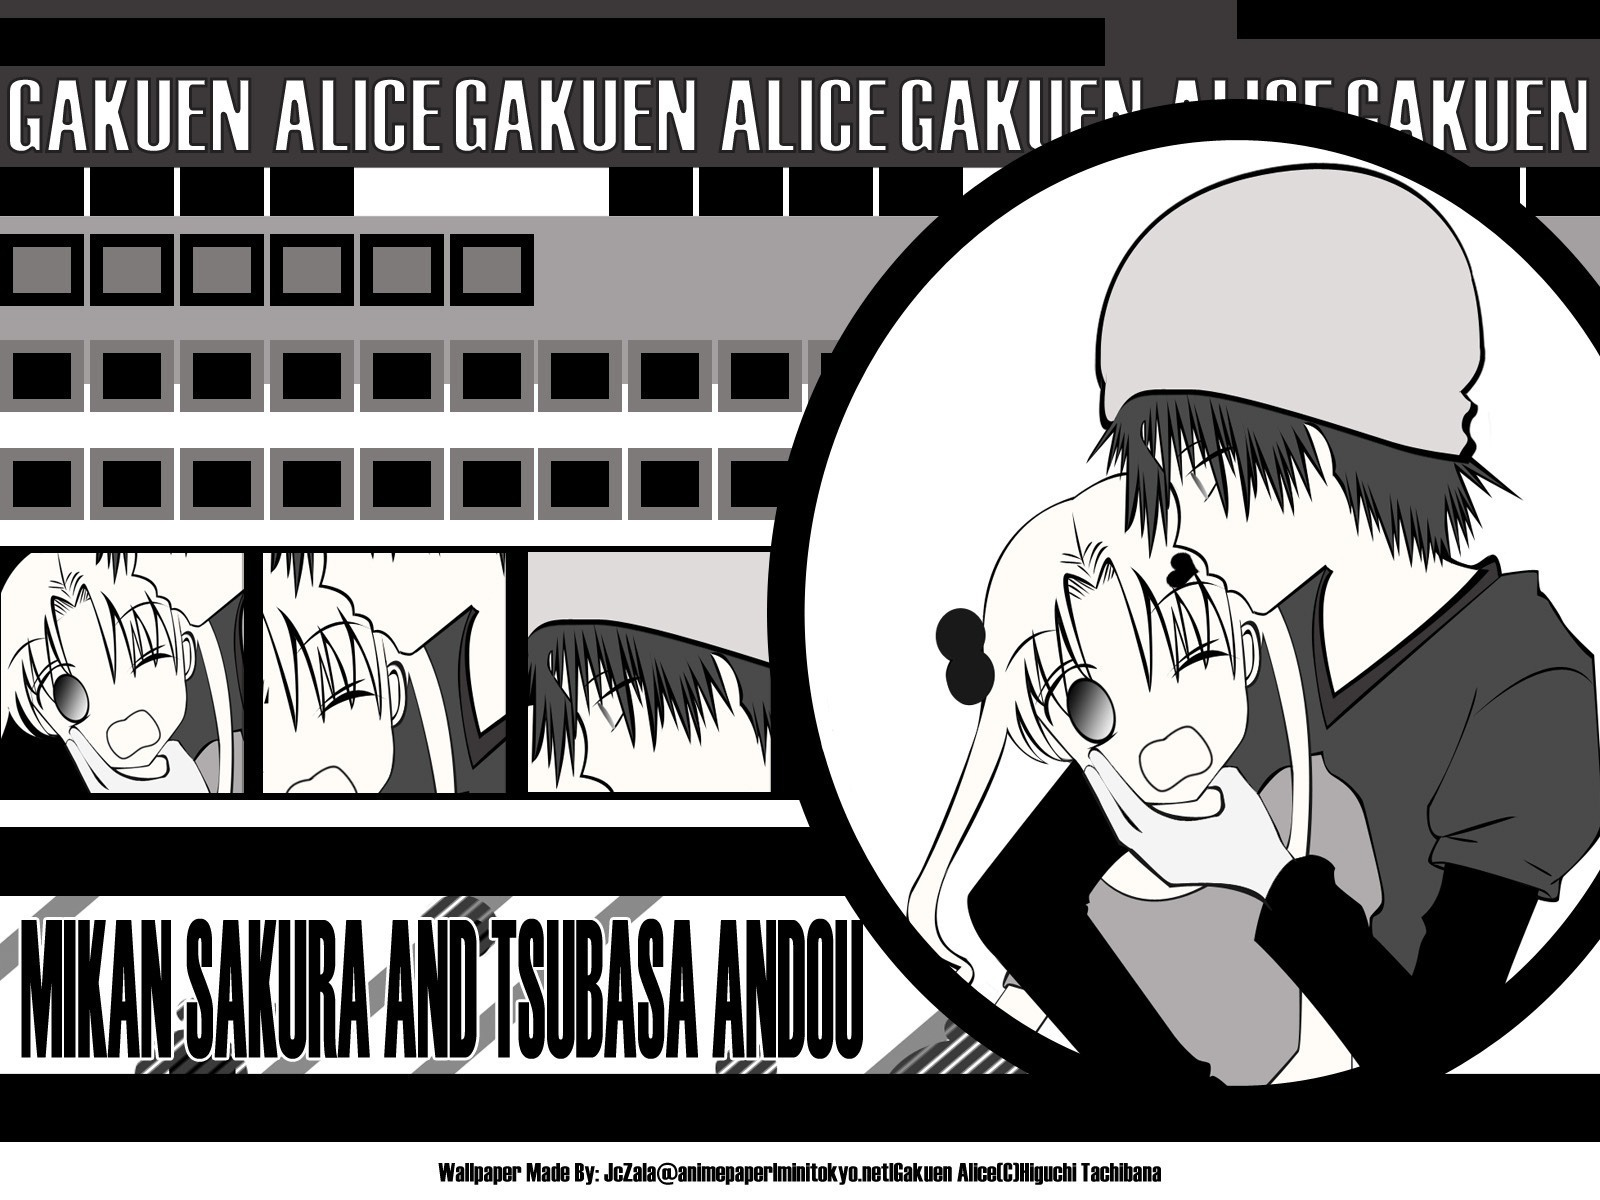 GAKUEN ALICE GAKUEN ALICE GAKUEN ALICE GAKUEN
MIKAN SAKURA AND TSUBASA ANDOU
Wallpaper Made By: JcZala@animepaper|minitokyo.net|Gakuen Alice(C)Higuchi Tachibana